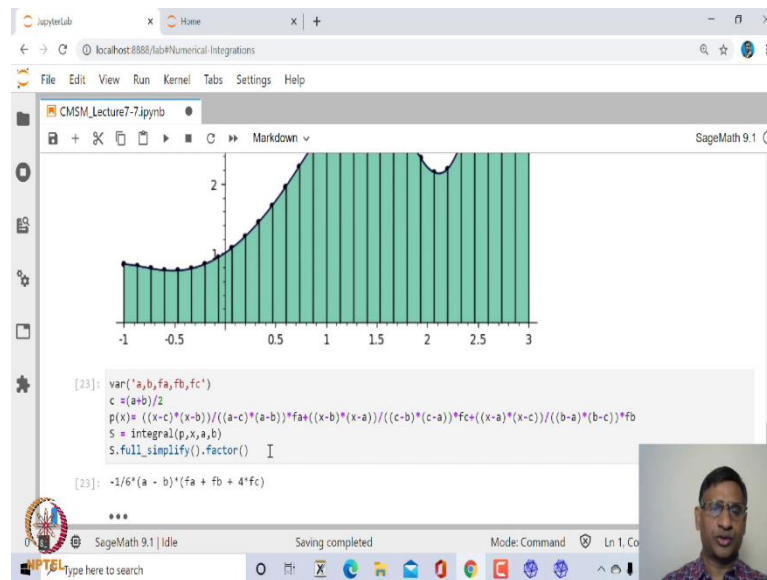 JupyterLab
Home
localhost:8888/lab#Numerical-Integrations
File Edit View Run Kernel Tabs Settings Help
CMSM_Lecture7-7.ipynb
Markdown
SageMath 9.1
2
1
-1 -0.5 0.5 1 1.5 2 2.5 3
[23]: var('a,b,fa,fb,fc')
c =(a+b)/2
p(x)= ((x-c)*(x-b))/((a-c)*(a-b))*fa+((x-b)*(x-a))/((c-b)*(c-a))*fc+((x-a)*(x-c))/((b-a)*(b-c))*fb
S = integral(p,x,a,b)
S.full_simplify().factor()
[23]: -1/6*(a - b)*(fa + fb + 4*fc)
0 SageMath 9.1 | Idle Saving completed Mode: Command Ln 1, Co
NPTEL
Type here to search